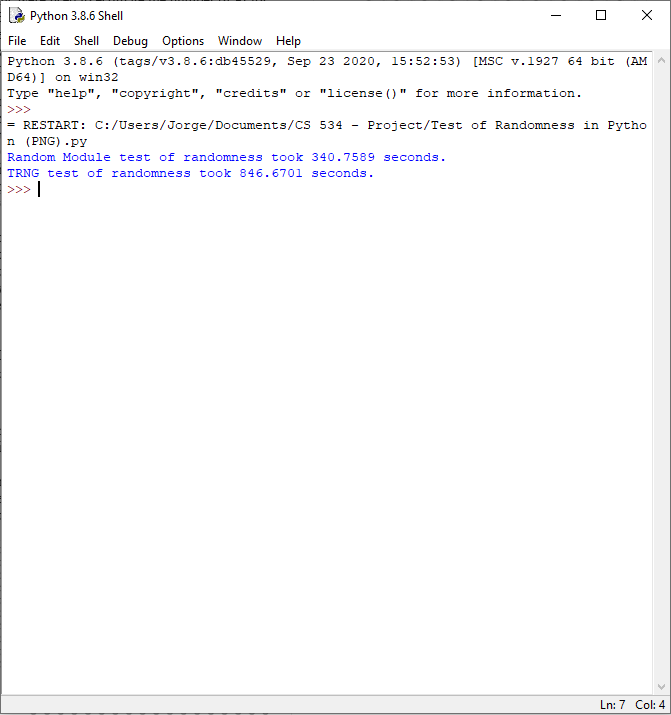 Python 3.8.6 Shell
File Edit Shell Debug Options Window Help
Python 3.8.6 (tags/v3.8.6:db45529, Sep 23 2020, 15:52:53) [MSC v.1927 64 bit (AM
D64)] on win32
Type "help", "copyright", "credits" or "license()" for more information.
>>>
= RESTART: C:/Users/Jorge/Documents/CS 534 - Project/Test of Randomness in Pytho
n (PNG).py
Random Module test of randomness took 340.7589 seconds.
TRNG test of randomness took 846.6701 seconds.
>>>
Ln: 7 Col: 4